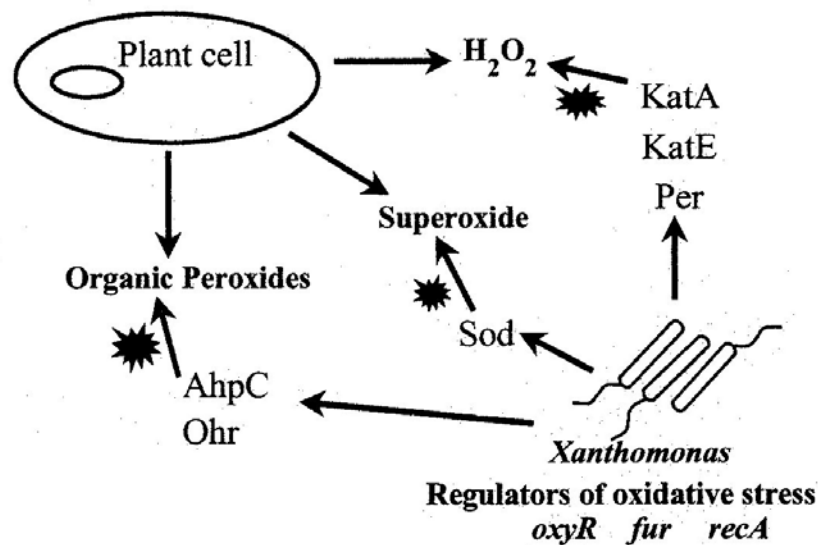 Plant cell
H₂O₂
KatA
KatE
Per
Superoxide
Organic Peroxides
Sod
AhpC
Ohr
Xanthomonas
Regulators of oxidative stress
oxyR fur recA